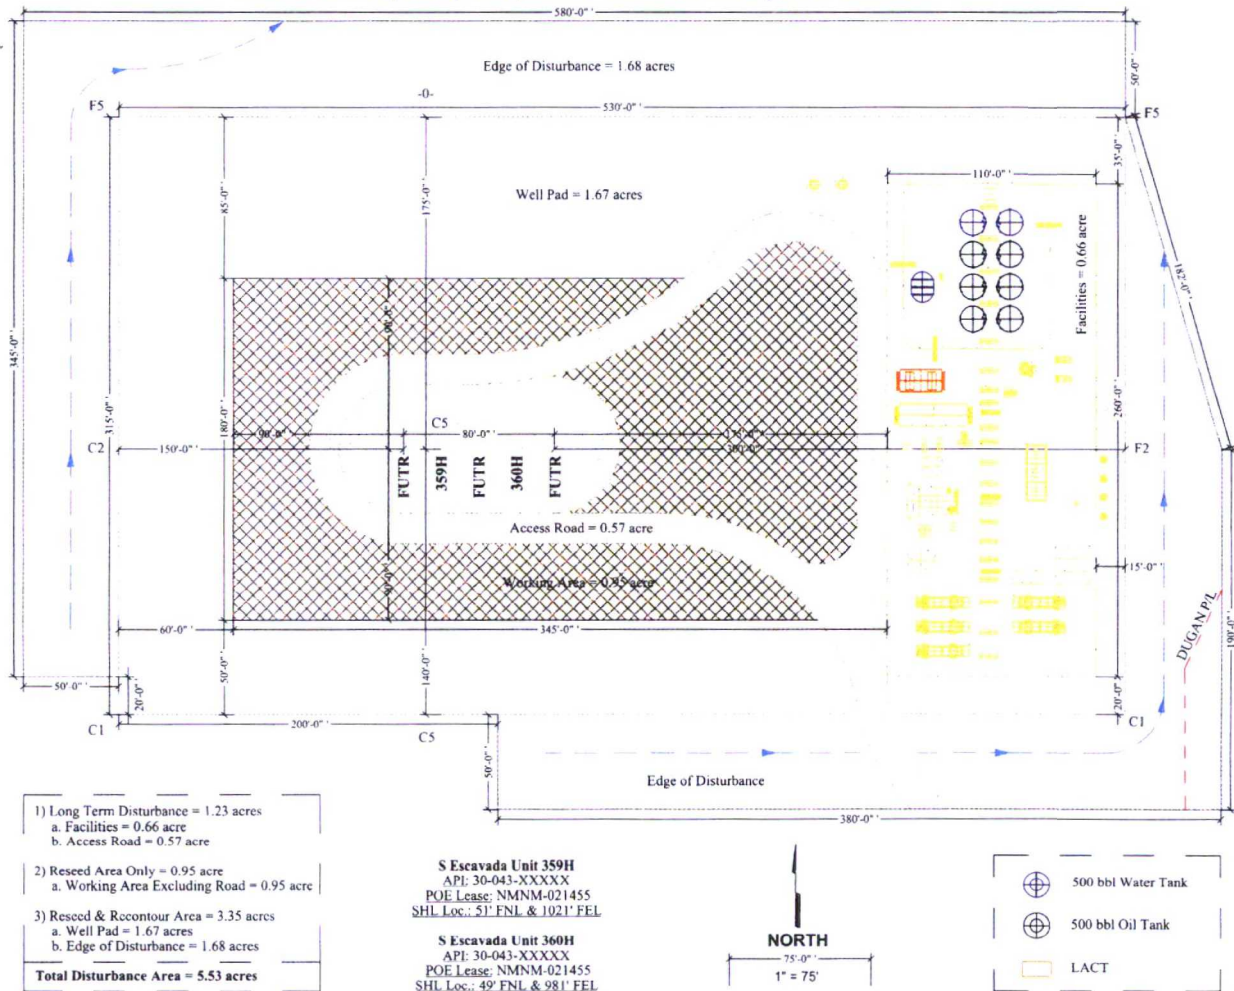 580'-0" '
Edge of Disturbance = 1.68 acres
50'-0" '
-0-
F5
530'-0" '
F5
35'-0" '
110'-0" '
Well Pad = 1.67 acres
85'-0" '
175'-0" '
Facilities = 0.66 acre
182'-0" '
345'-0" '
315'-0" '
90'-0" '
180'-0" '
260'-0" '
C5
90'-0" '
80'-0" '
175'-0" '
C2
150'-0" '
F2
FUTR
359H
FUTR
360H
FUTR
Access Road = 0.57 acre
15'-0" '
Working Area = 0.95 acre
90'-0" '
DUGAN P/L
190'-0" '
60'-0" '
345'-0" '
50'-0" '
140'-0" '
50'-0" '
20'-0" '
20'-0" '
C1
200'-0" '
C5
C1
50'-0" '
Edge of Disturbance
380'-0" '
1) Long Term Disturbance = 1.23 acres
a. Facilities = 0.66 acre
b. Access Road = 0.57 acre
2) Reseed Area Only = 0.95 acre
a. Working Area Excluding Road = 0.95 acre
3) Reseed & Recontour Area = 3.35 acres
a. Well Pad = 1.67 acres
b. Edge of Disturbance = 1.68 acres
Total Disturbance Area = 5.53 acres
S Escavada Unit 359H
API: 30-043-XXXXX
POE Lease: NMNM-021455
SHL Loc.: 51' FNL & 1021' FEL
S Escavada Unit 360H
API: 30-043-XXXXX
POE Lease: NMNM-021455
SHL Loc.: 49' FNL & 981' FEL
NORTH
75'-0" '
1" = 75'
500 bbl Water Tank
500 bbl Oil Tank
LACT